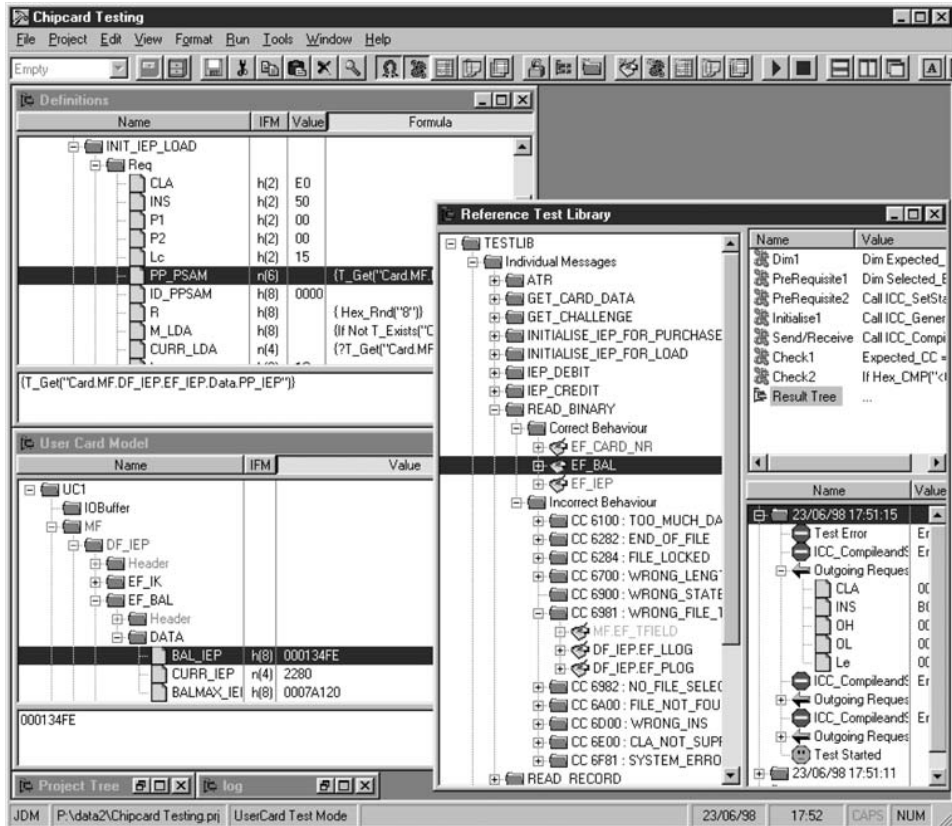 Chipcard Testing
File Project Edit View Format Run Tools Window Help
Empty
Definitions
Name IFM Value Formula
INIT_IEP_LOAD
Req
CLA h(2) E0
INS h(2) 50
P1 h(2) 00
P2 h(2) 00
Lc h(2) 15
PP_PSAM n(6) {T_Get("Card.MF.
ID_PPSAM h(8) 0000
R h(8) { Hex_Rnd("8")}
M_LDA h(8) {If Not T_Exists("C
CURR_LDA n(4) {?T_Get("Card.MF
{T_Get("Card.MF.DF_IEP.EF_IEP.Data.PP_IEP")}
User Card Model
Name IFM Value
UC1
IOBuffer
MF
DF_IEP
Header
EF_IK
EF_BAL
Header
DATA
BAL_IEP h(8) 000134FE
CURR_IEP n(4) 2280
BALMAX_IEI h(8) 0007A120
000134FE
Project Tree
log
Reference Test Library
TESTLIB
Individual Messages
ATR
GET_CARD_DATA
GET_CHALLENGE
INITIALISE_IEP_FOR_PURCHASE
INITIALISE_IEP_FOR_LOAD
IEP_DEBIT
IEP_CREDIT
READ_BINARY
Correct Behaviour
EF_CARD_NR
EF_BAL
EF_IEP
Incorrect Behaviour
CC 6100 : TOO_MUCH_DA
CC 6282 : END_OF_FILE
CC 6284 : FILE_LOCKED
CC 6700 : WRONG_LENG
CC 6900 : WRONG_STATE
CC 6981 : WRONG_FILE_T
MF.EF_TFIELD
DF_IEP.EF_LLOG
DF_IEP.EF_PLOG
CC 6982 : NO_FILE_SELEC
CC 6A00 : FILE_NOT_FOU
CC 6D00 : WRONG_INS
CC 6E00 : CLA_NOT_SUPF
CC 6F81 : SYSTEM_ERRO
READ_RECORD
Name Value
Dim1 Dim Expected_
PreRequisite1 Dim Selected_E
PreRequisite2 Call ICC_SetSta
Initialise1 Call ICC_Gener
Send/Receive Call ICC_Compi
Check1 Expected_CC =
Check2 If Hex_CMP("<
Result Tree ...
Name Value
23/06/98 17:51:15
Test Error Er
ICC_CompileandS Er
Outgoing Reques
CLA 00
INS B0
OH 00
OL 00
Le 00
ICC_CompileandS Er
Outgoing Reques
ICC_CompileandS Er
Outgoing Reques
Test Started
23/06/98 17:51:11
JDM P:\data2\Chipcard Testing.prj UserCard Test Mode 23/06/98 17:52 CAPS NUM